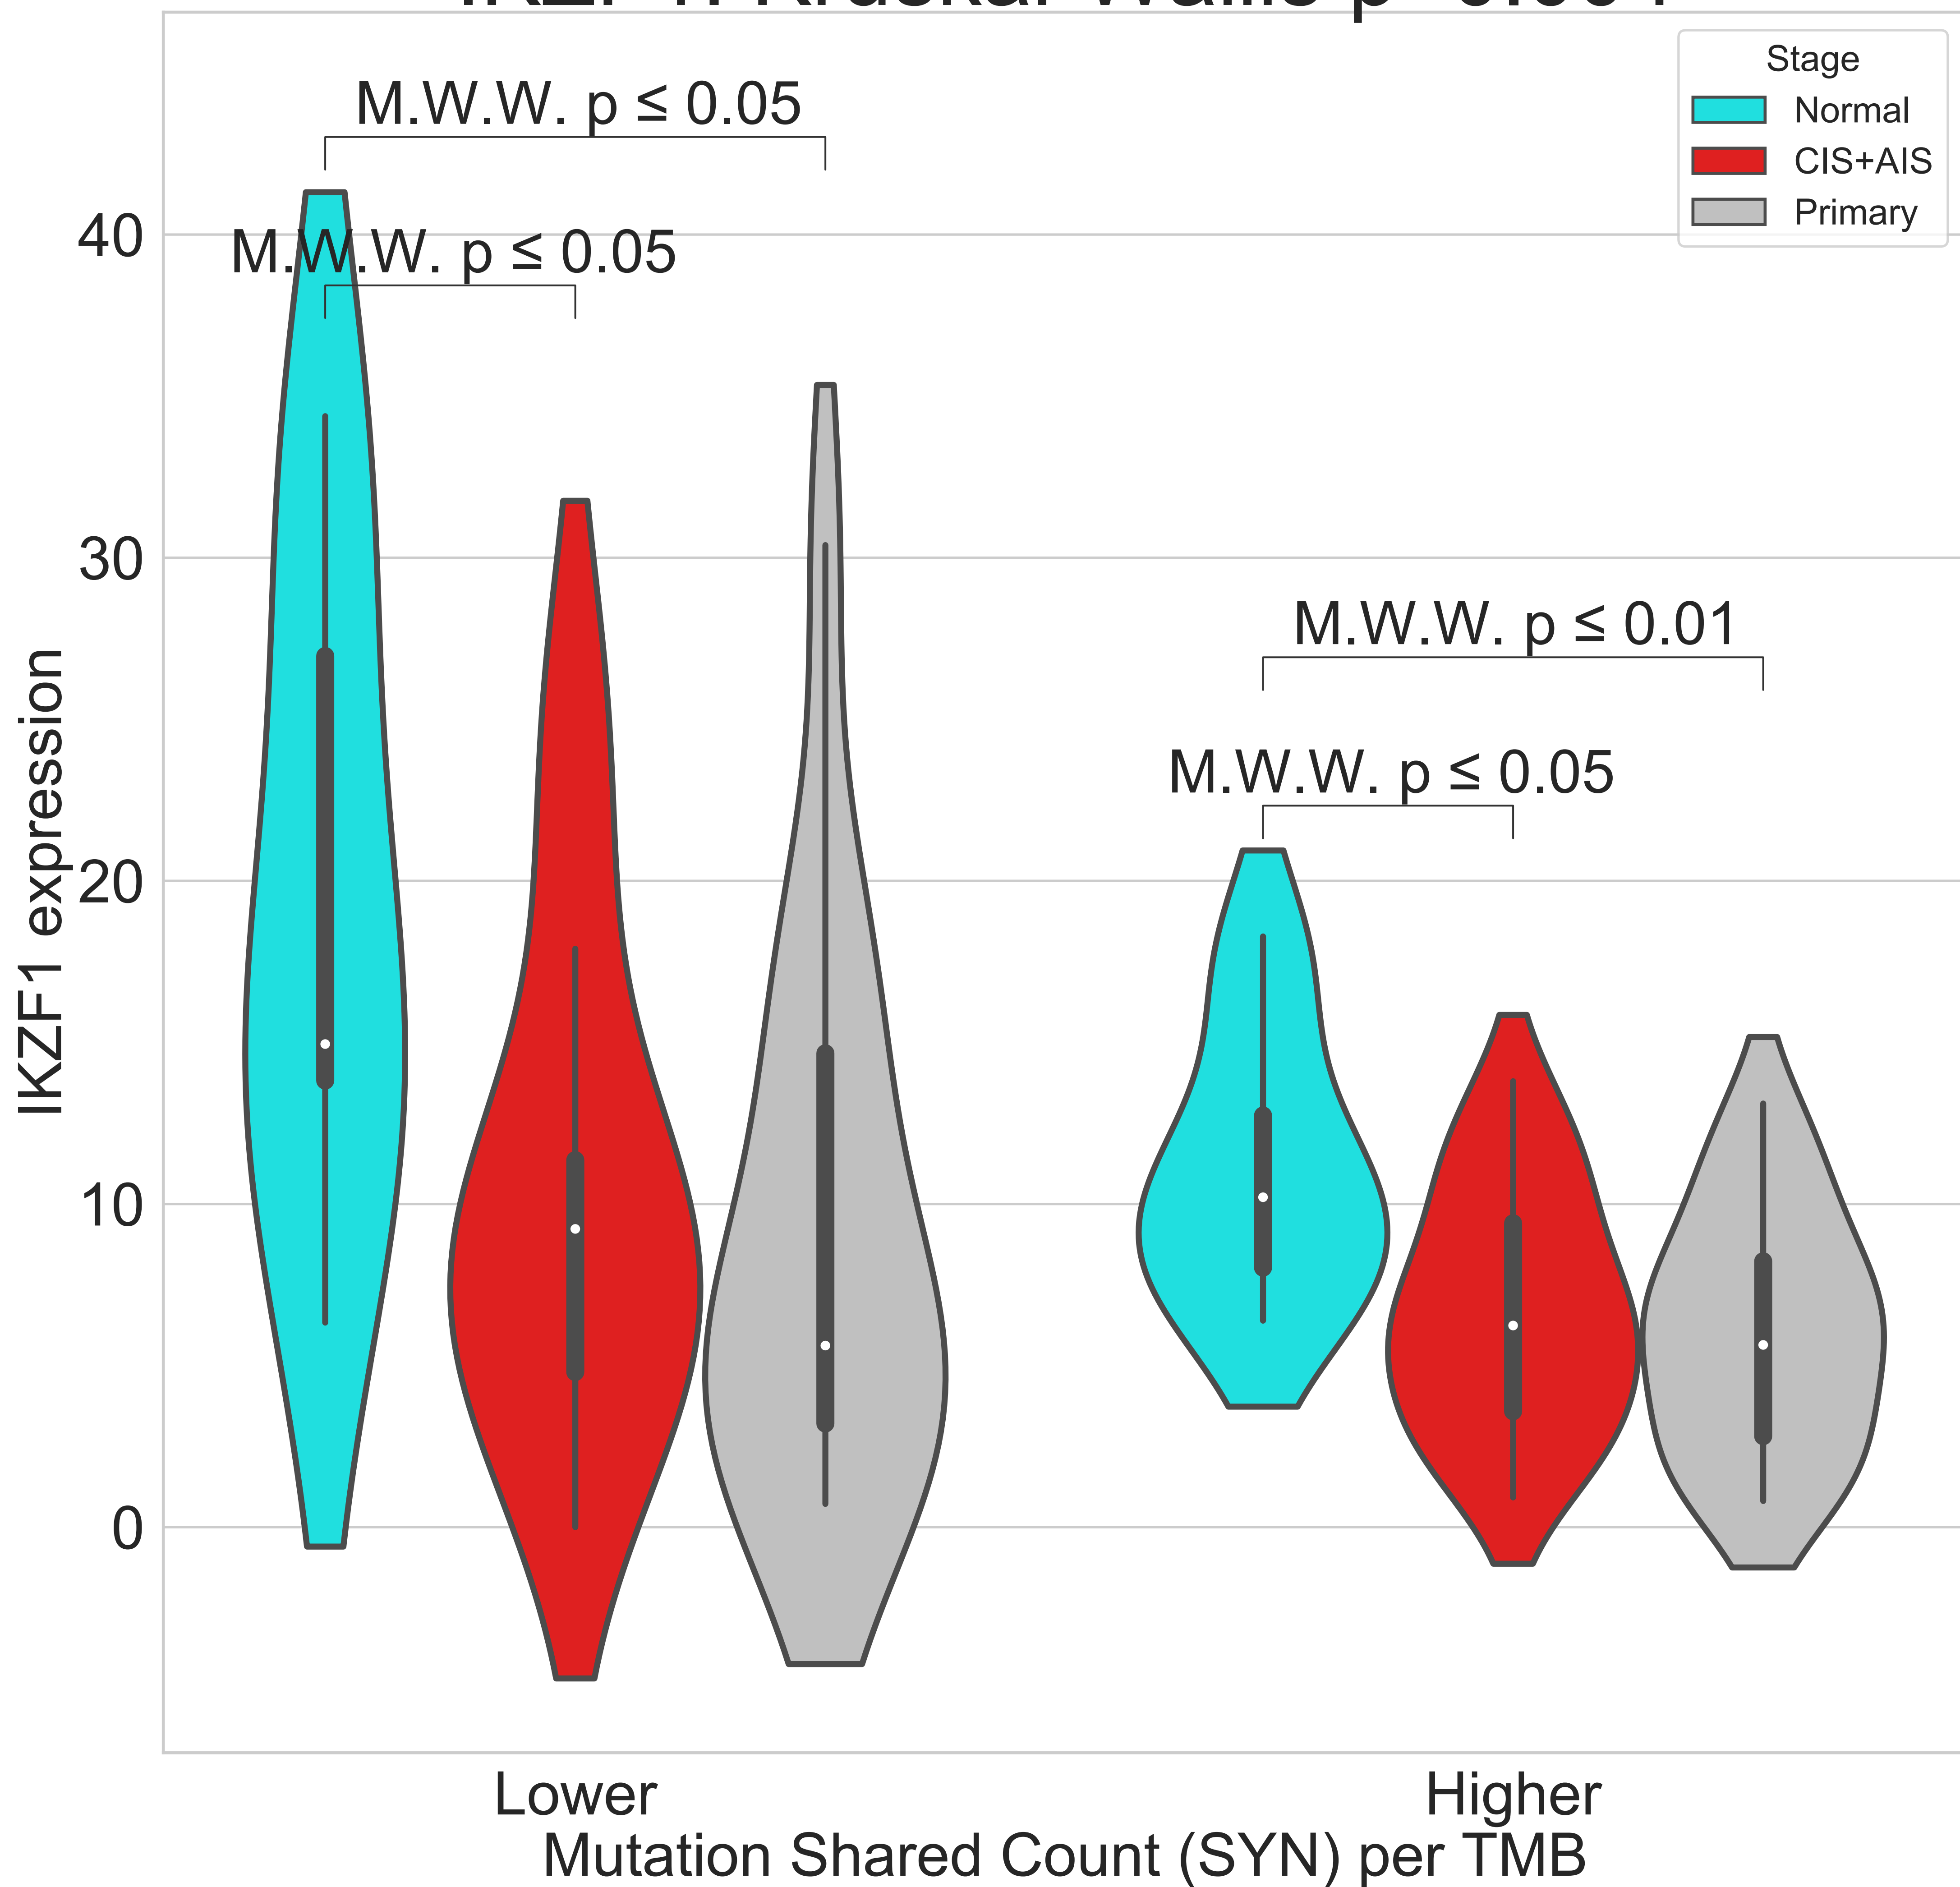 Stage
Normal
CIS+AIS
Primary
M.W.W. p ≤ 0.05
M.W.W. p ≤ 0.05
M.W.W. p ≤ 0.01
M.W.W. p ≤ 0.05
40
30
20
10
0
IKZF1 expression
Lower
Higher
Mutation Shared Count (SYN) per TMB